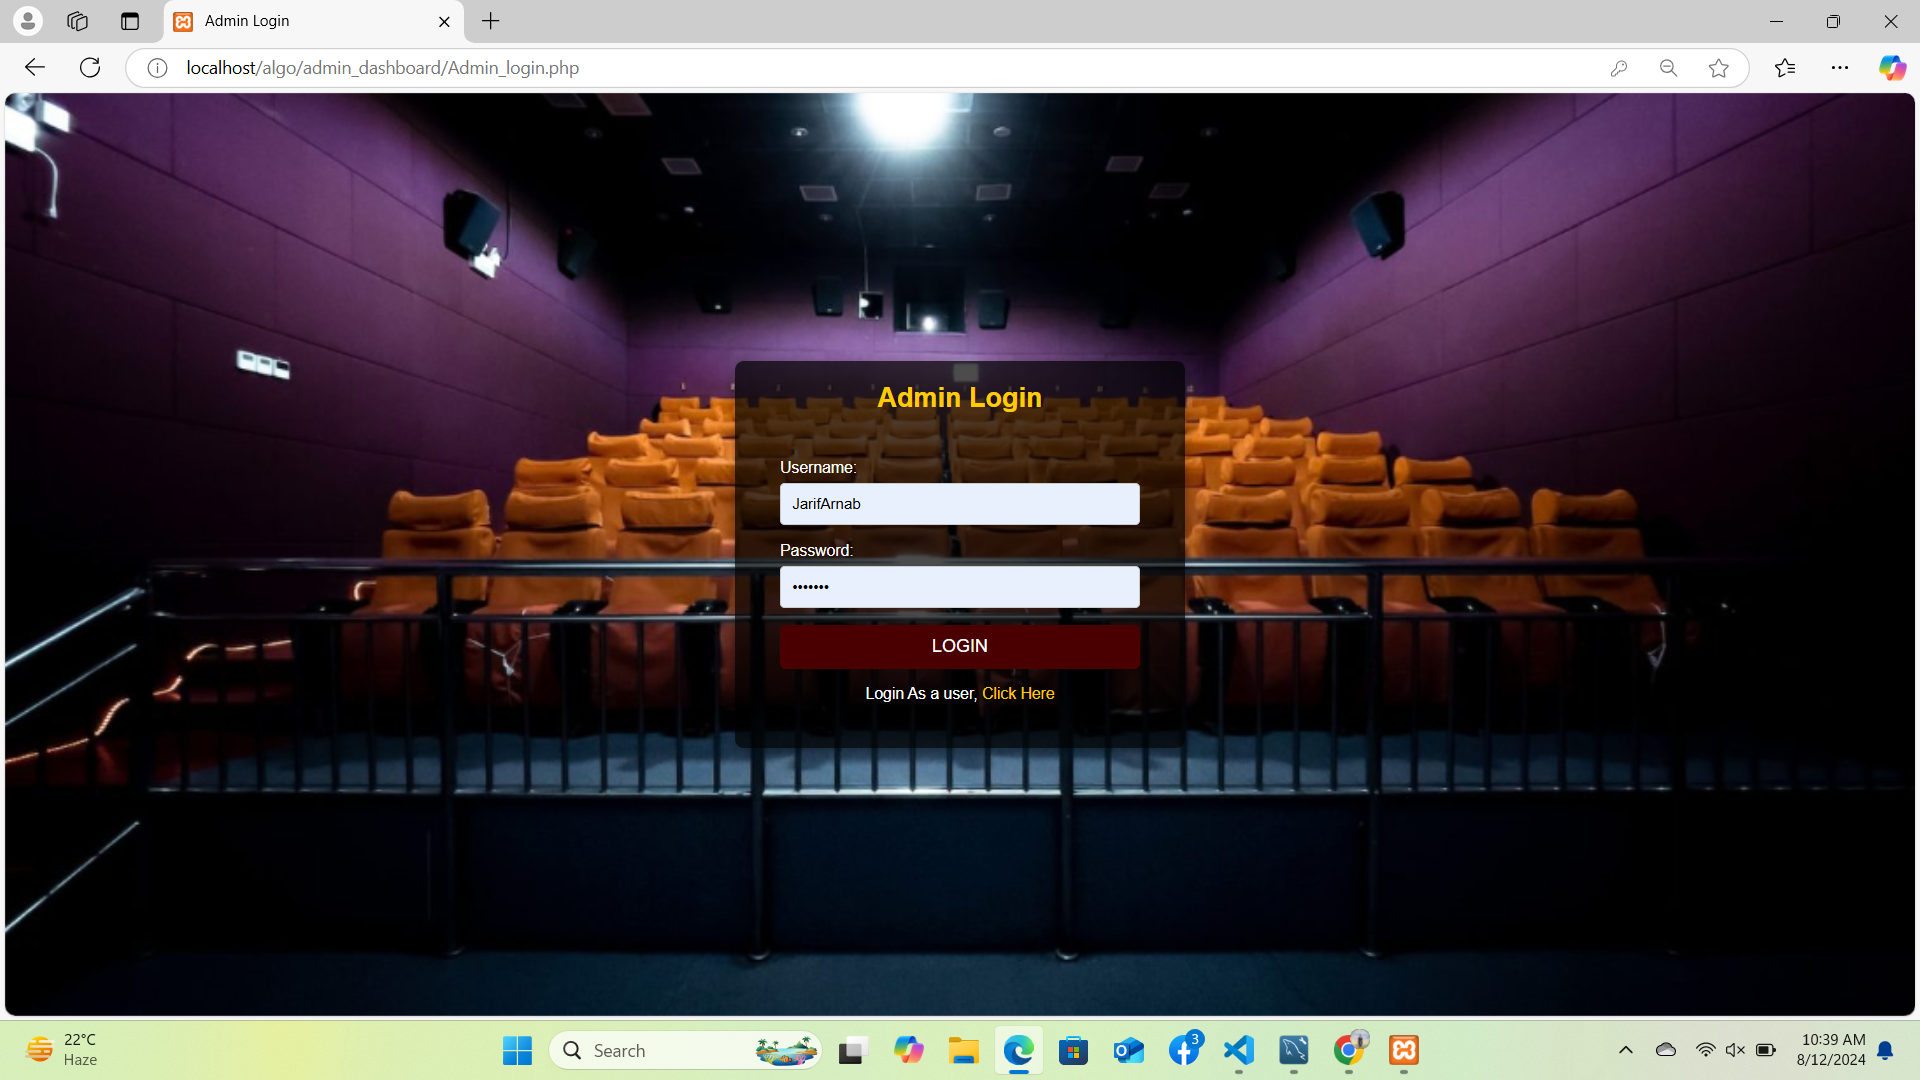 Admin Login
localhost/algo/admin_dashboard/Admin_login.php
Admin Login
Username:
JarifArnab
Password:
•••••••
LOGIN
Login As a user, Click Here
22°C
Haze
Search
3
10:39 AM
8/12/2024